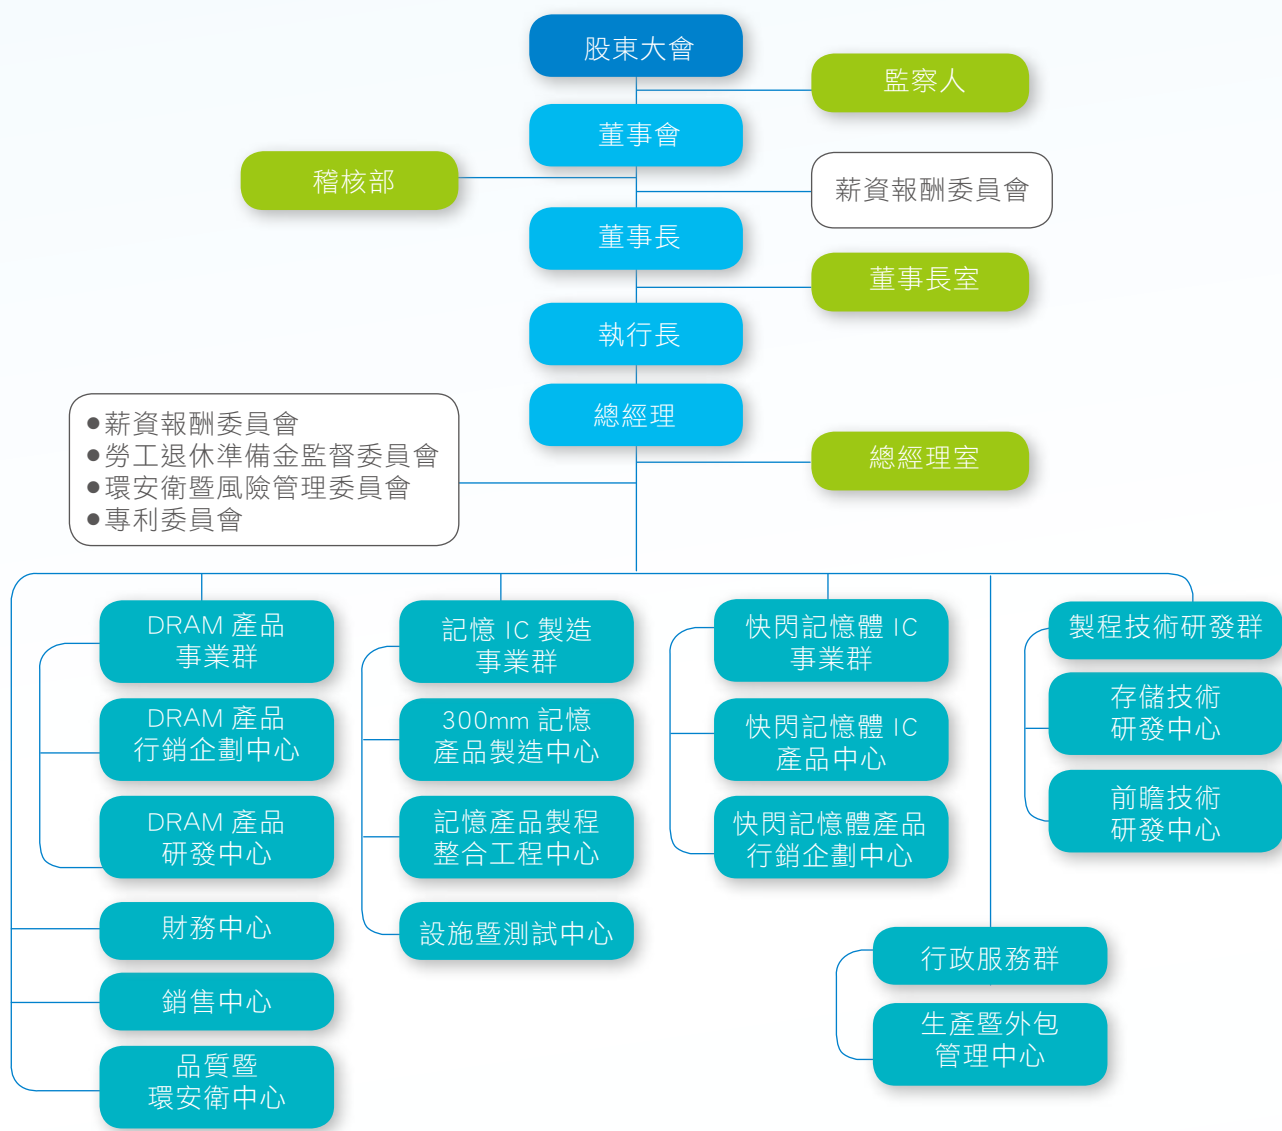 股東大會
監察人
董事會
稽核部
薪資報酬委員會
董事長
董事長室
執行長
總經理
●薪資報酬委員會
●勞工退休準備金監督委員會
●環安衛暨風險管理委員會
●專利委員會
總經理室
DRAM 產品
事業群
DRAM 產品
行銷企劃中心
DRAM 產品
研發中心
財務中心
銷售中心
品質暨
環安衛中心
記憶 IC 製造
事業群
300mm 記憶
產品製造中心
記憶產品製程
整合工程中心
設施暨測試中心
快閃記憶體 IC
事業群
快閃記憶體 IC
產品中心
快閃記憶體產品
行銷企劃中心
行政服務群
生產暨外包
管理中心
製程技術研發群
存儲技術
研發中心
前瞻技術
研發中心